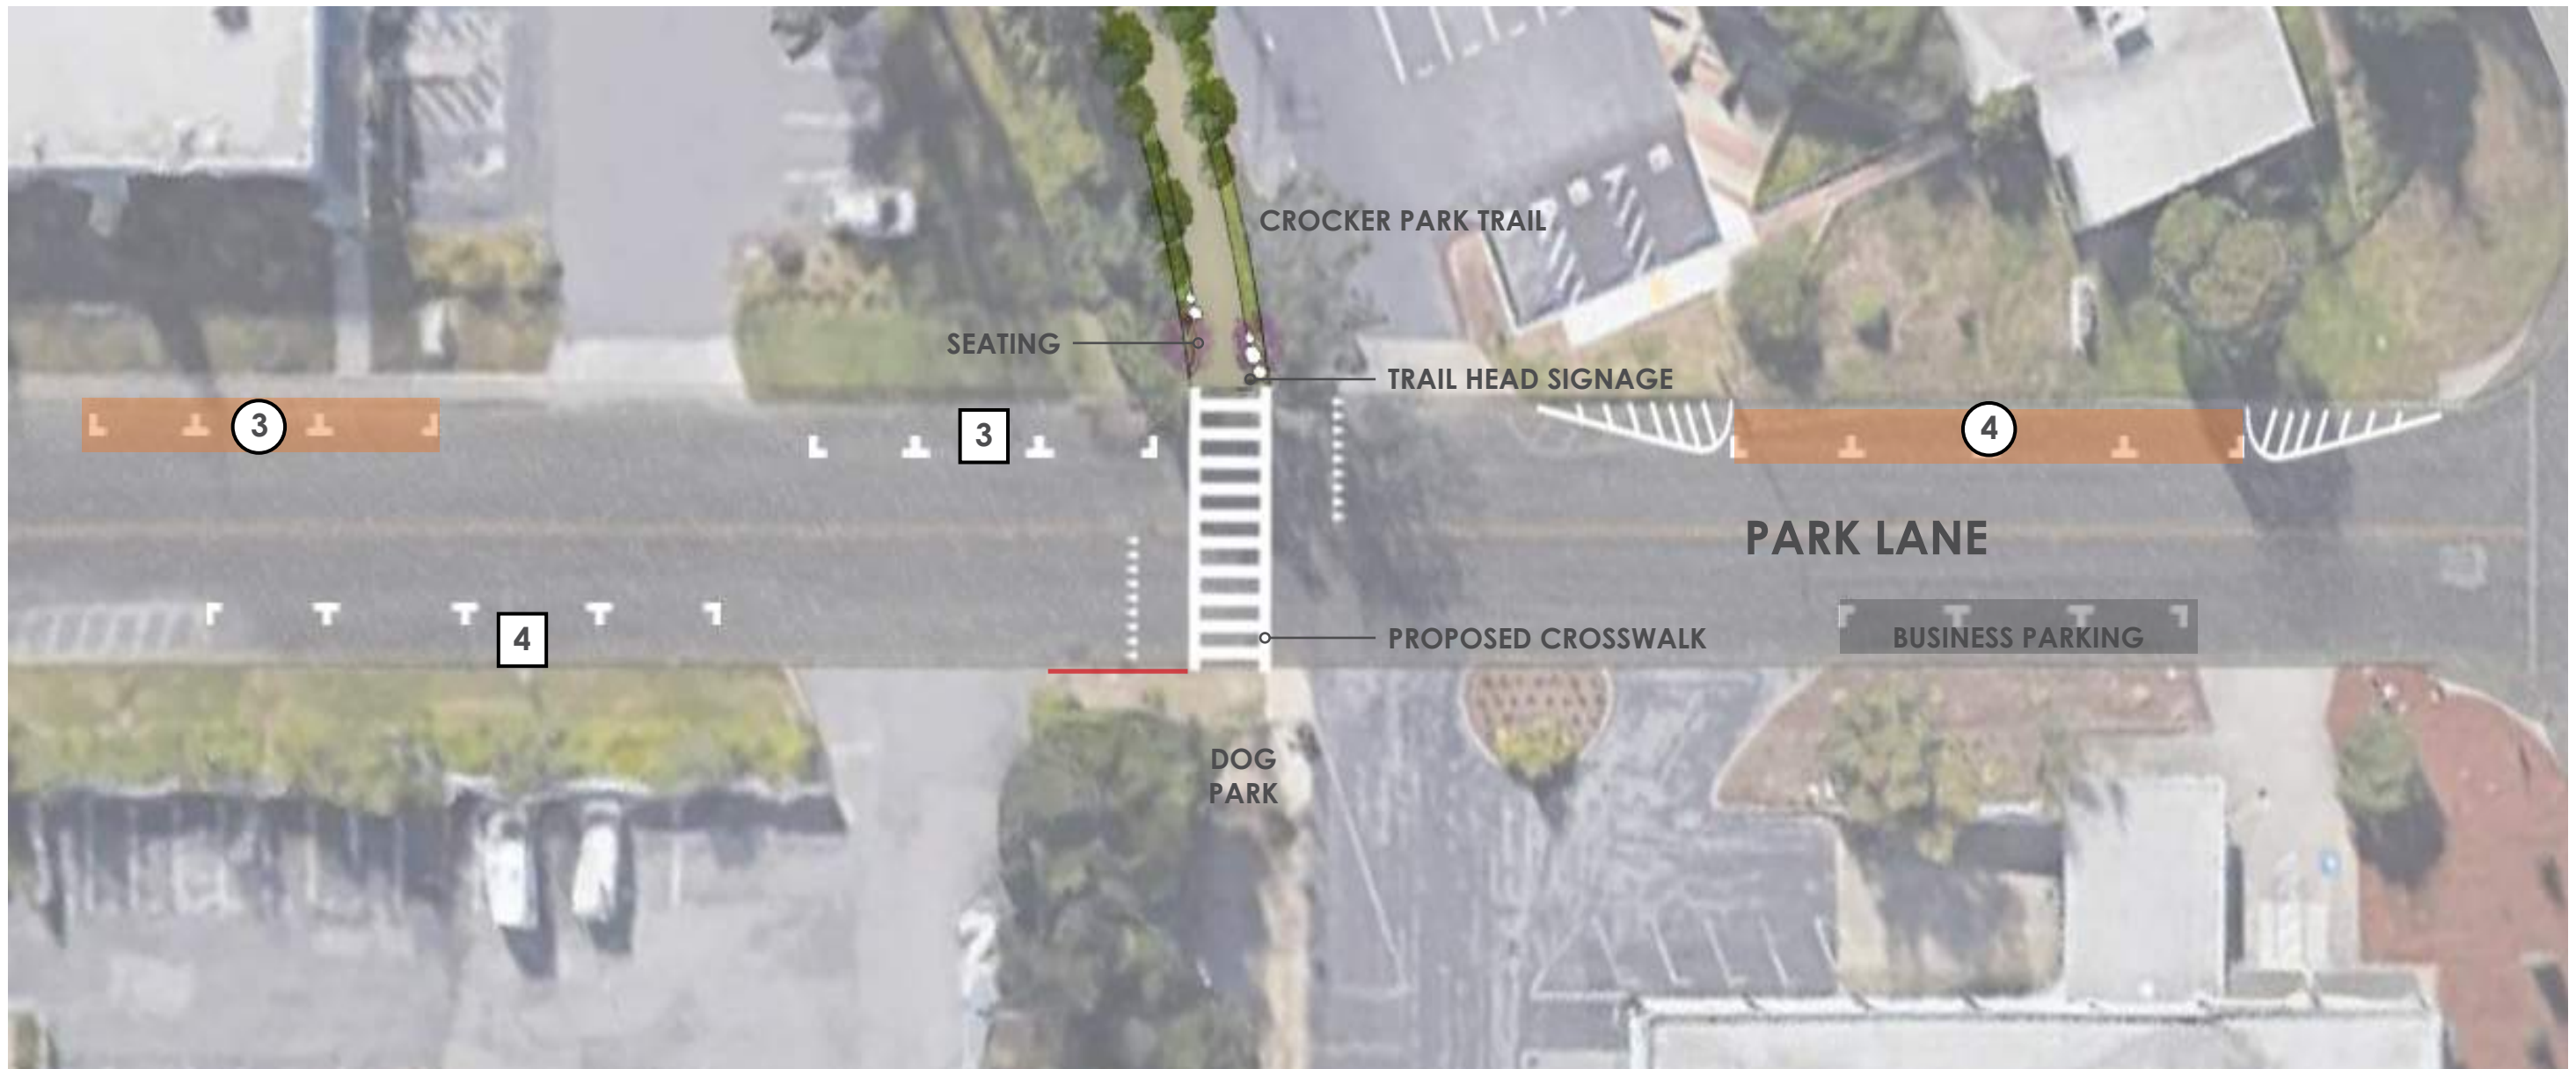 CROCKER PARK TRAIL
SEATING
TRAIL HEAD SIGNAGE
3
3
4
PARK LANE
4
PROPOSED CROSSWALK
BUSINESS PARKING
DOG
PARK